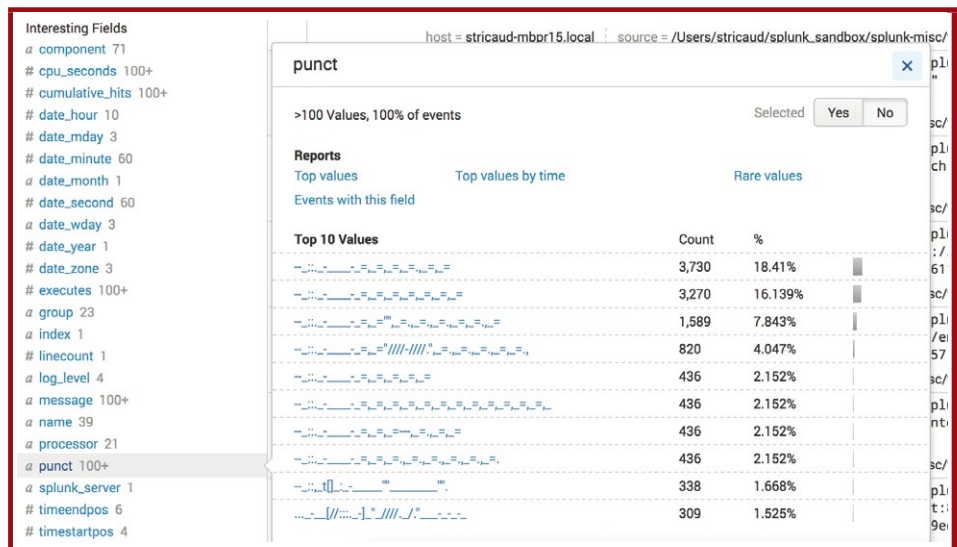 Interesting Fields
a component 71
# cpu_seconds 100+
# cumulative_hits 100+
# date_hour 10
# date_mday 3
# date_minute 60
a date_month 1
# date_second 60
a date_wday 3
# date_year 1
# date_zone 3
# executes 100+
a group 23
a index 1
# linecount 1
a log_level 4
a message 100+
a name 39
a processor 21
a punct 100+
a splunk_server 1
# timeendpos 6
# timestartpos 4
host = stricaud-mbpr15.local source = /Users/stricaud/splunk_sandbox/splunk-misc/
punct
>100 Values, 100% of events
Selected Yes No
Reports
Top values Top values by time Rare values
Events with this field
Top 10 Values Count %
3,730 18.41%
3,270 16.139%
1,589 7.843%
820 4.047%
436 2.152%
436 2.152%
436 2.152%
436 2.152%
338 1.668%
309 1.525%